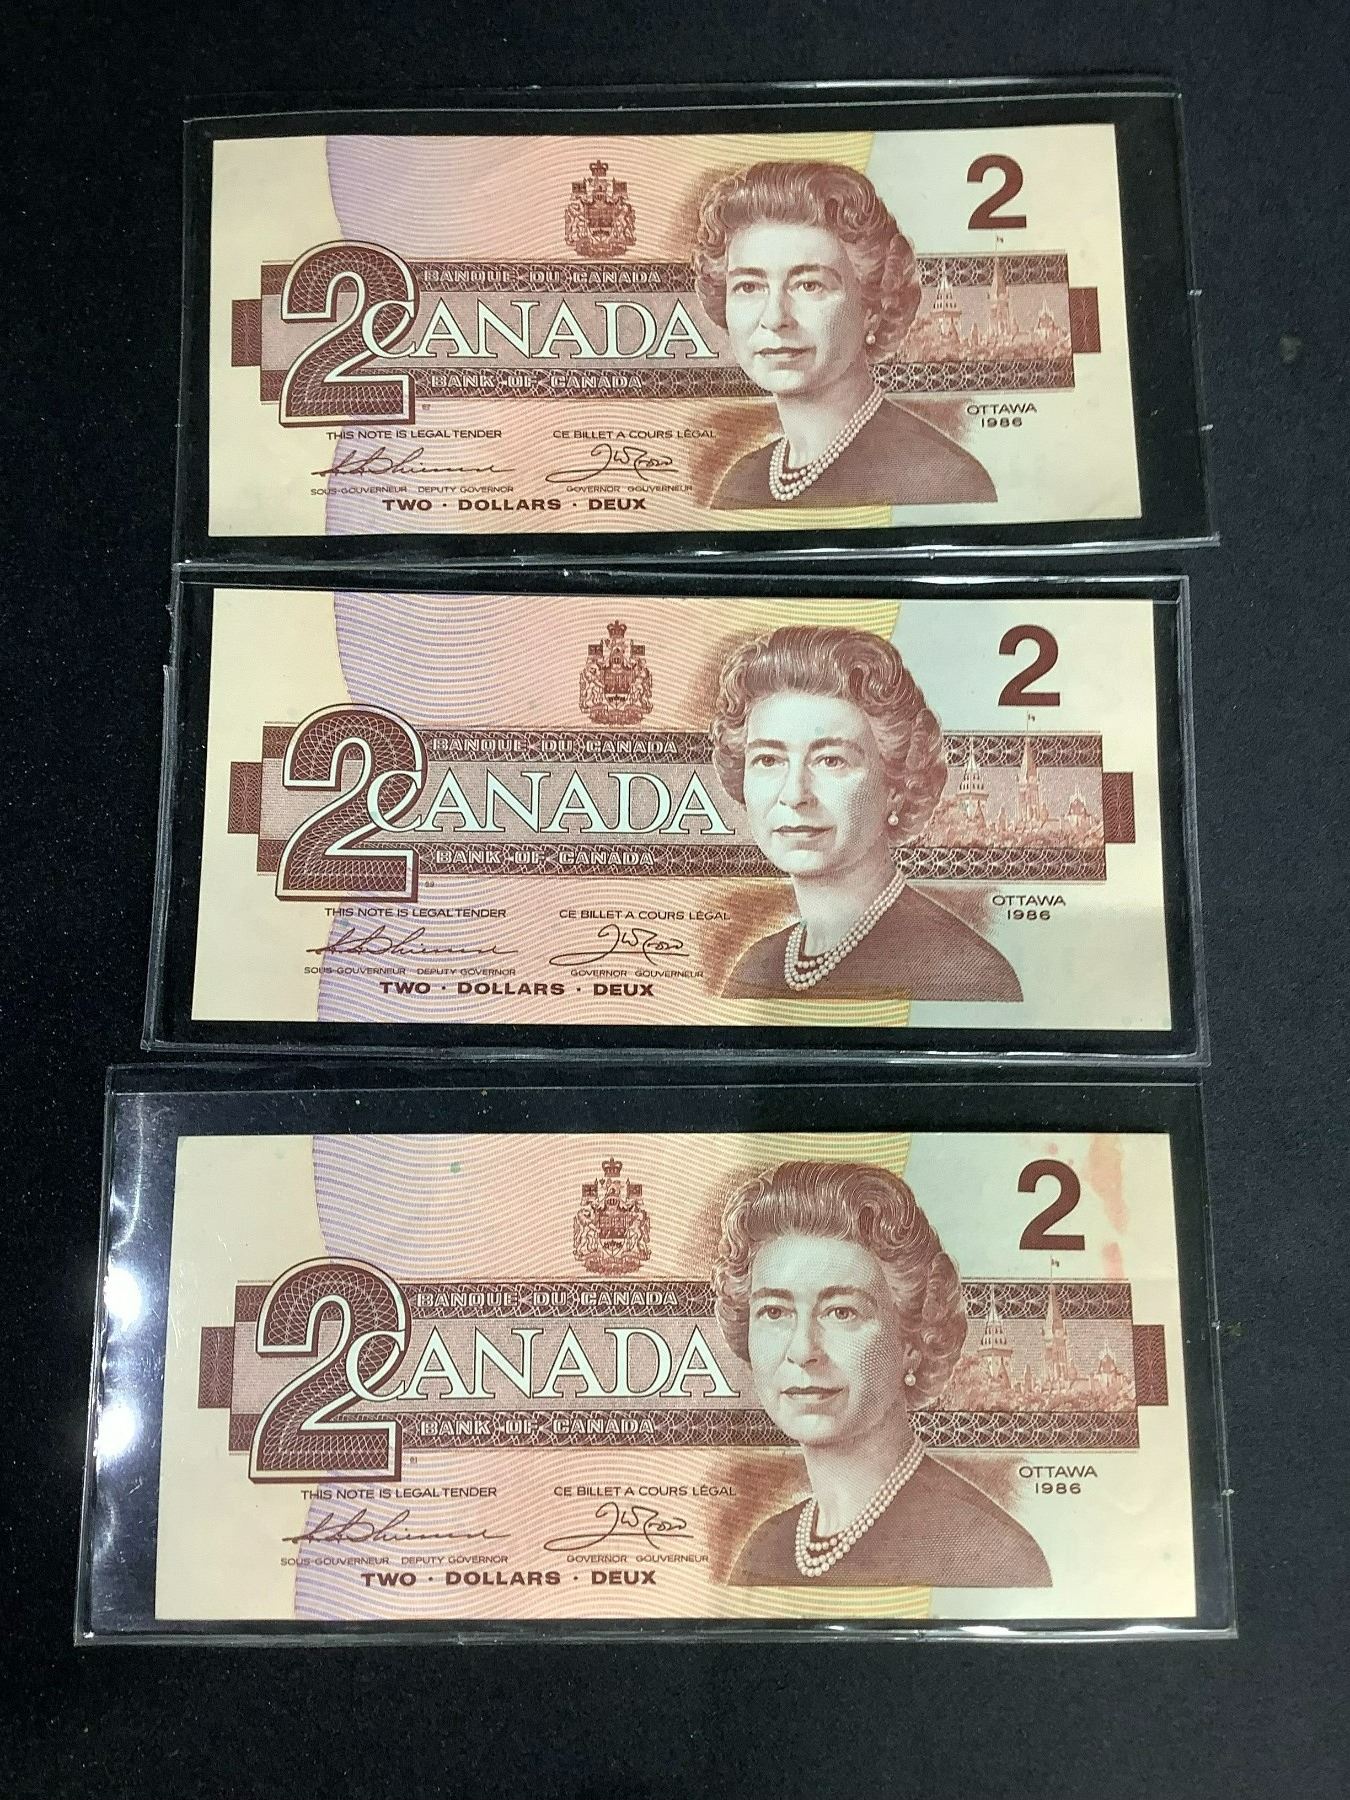 2
BANQUE DU CANADA
2
CANADA
BANK OF CANADA
OTTAWA
1986
THIS NOTE IS LEGAL TENDER CE BILLET A COURS LÉGAL
SOUS-GOUVERNEUR DEPUTY GOVERNOR GOVERNOR GOUVERNEUR
TWO · DOLLARS · DEUX
2
BANQUE DU CANADA
2
CANADA
BANK OF CANADA
OTTAWA
1986
THIS NOTE IS LEGAL TENDER CE BILLET A COURS LÉGAL
SOUS-GOUVERNEUR DEPUTY GOVERNOR GOVERNOR GOUVERNEUR
TWO · DOLLARS · DEUX
2
BANQUE DU CANADA
2
CANADA
BANK OF CANADA
OTTAWA
1986
THIS NOTE IS LEGAL TENDER CE BILLET A COURS LÉGAL
SOUS-GOUVERNEUR DEPUTY GOVERNOR GOVERNOR GOUVERNEUR
TWO · DOLLARS · DEUX